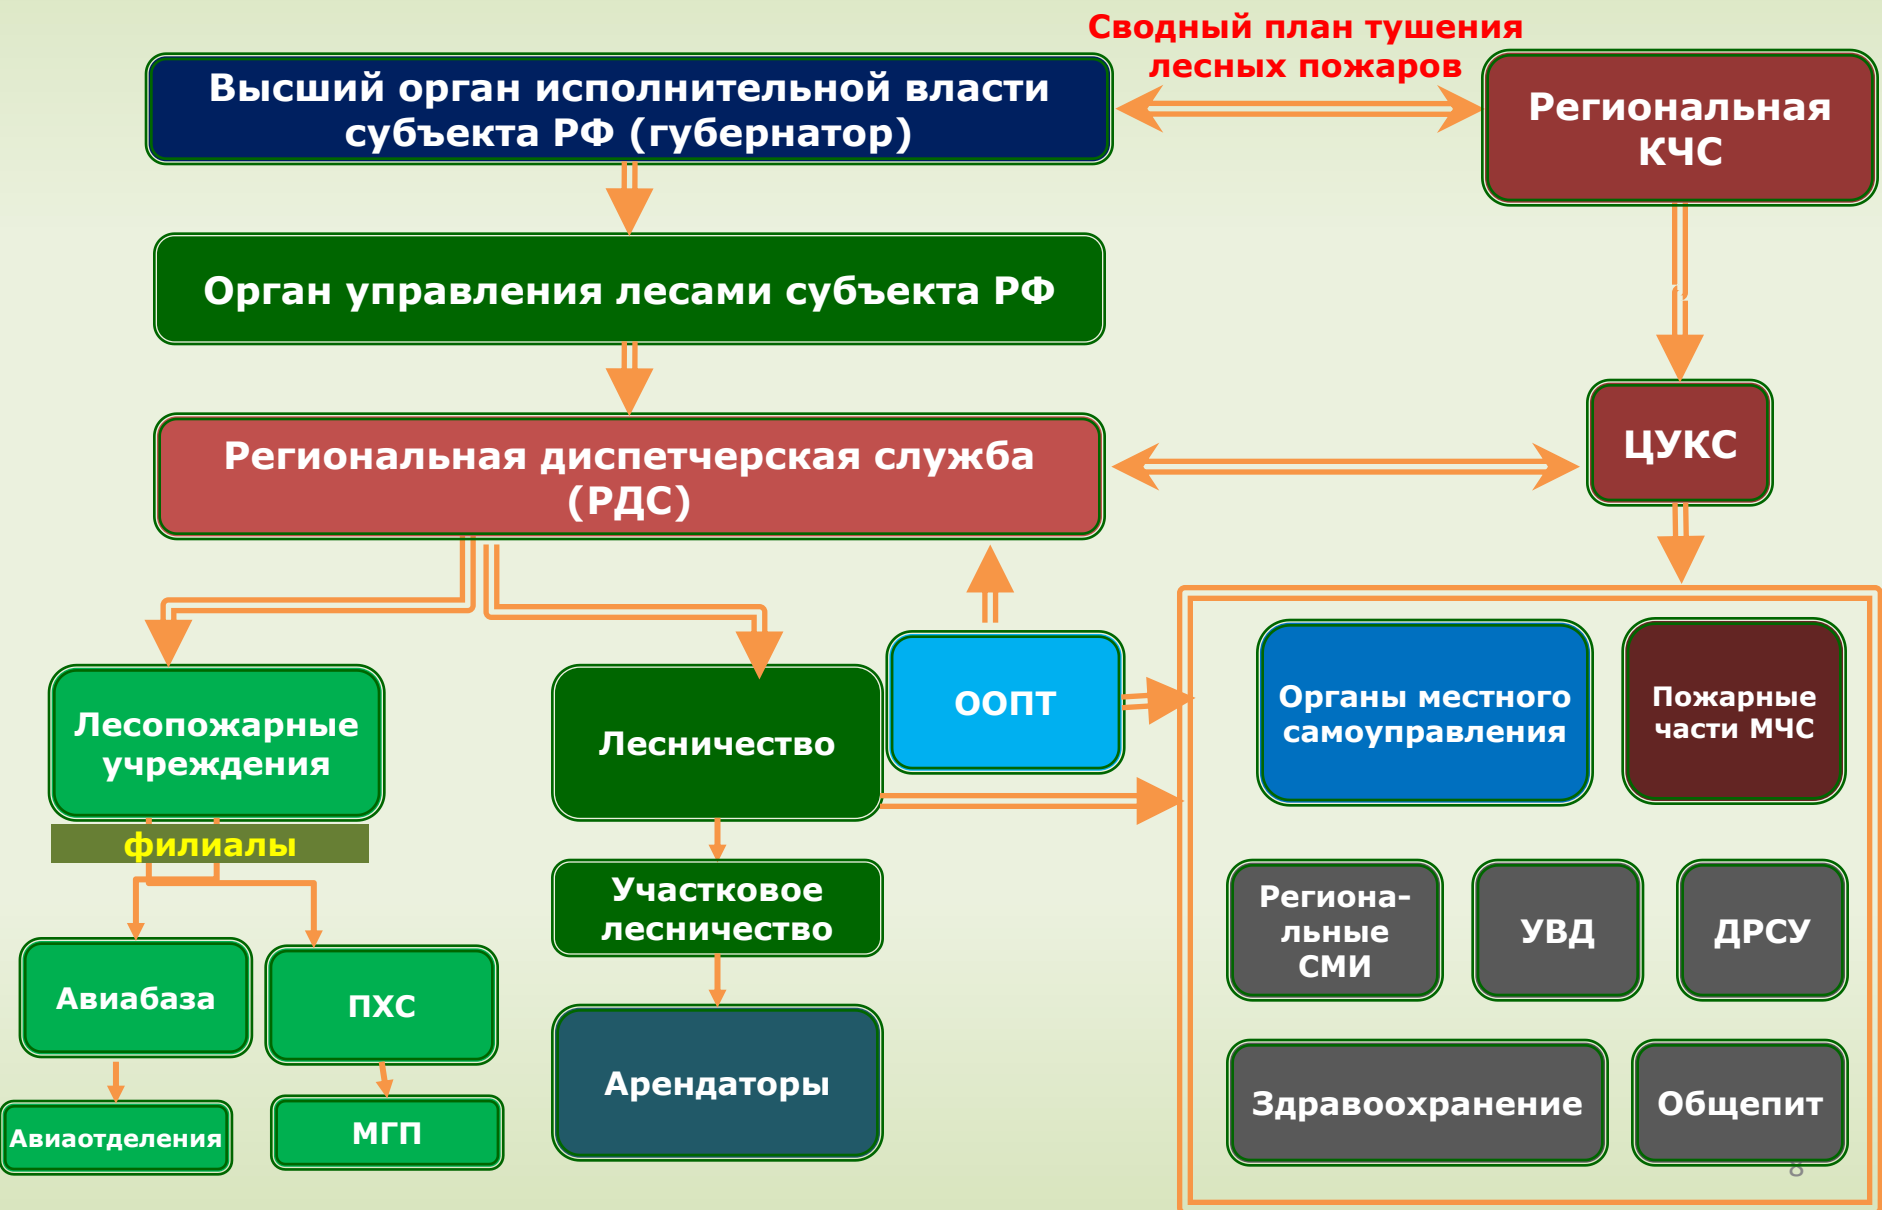 Сводный план тушения
лесных пожаров
Высший орган исполнительной власти
субъекта РФ (губернатор)
Региональная
КЧС
Орган управления лесами субъекта РФ
Региональная диспетчерская служба
(РДС)
ЦУКС
Лесопожарные
учреждения
филиалы
Лесничество
ООПТ
Органы местного
самоуправления
Пожарные
части МЧС
Участковое
лесничество
Региона-
льные
СМИ
УВД
ДРСУ
Авиабаза
ПХС
Арендаторы
Здравоохранение
Общепит
Авиаотделения
МГП
8